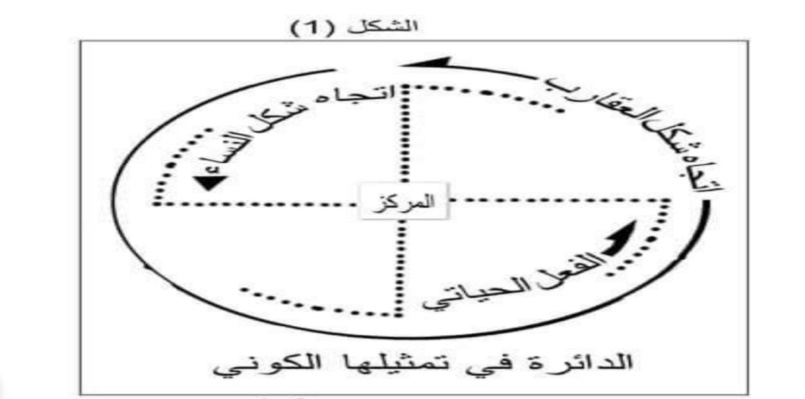 الشكل (1)
اتجاه شكل العقارب
اتجاه شكل النساء
المركز
الفعل الحياتي
الدائرة في تمثيلها الكوني